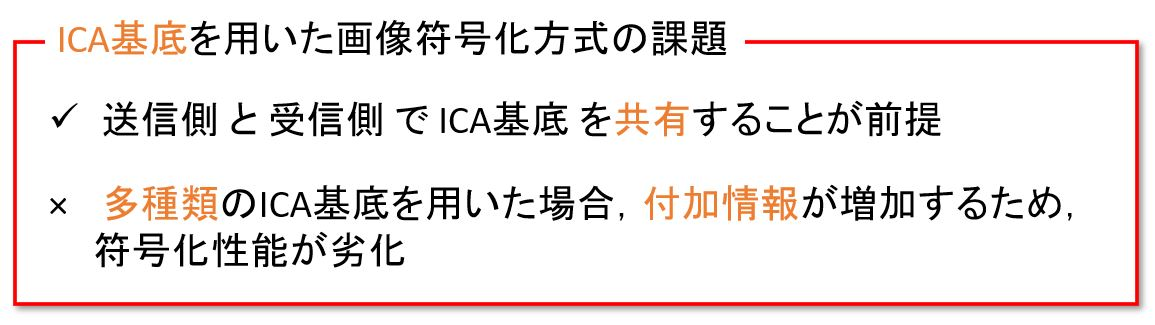 ICA基底を用いた画像符号化方式の課題
✓ 送信側 と 受信側 で ICA基底 を共有することが前提
× 多種類のICA基底を用いた場合，付加情報が増加するため，
符号化性能が劣化